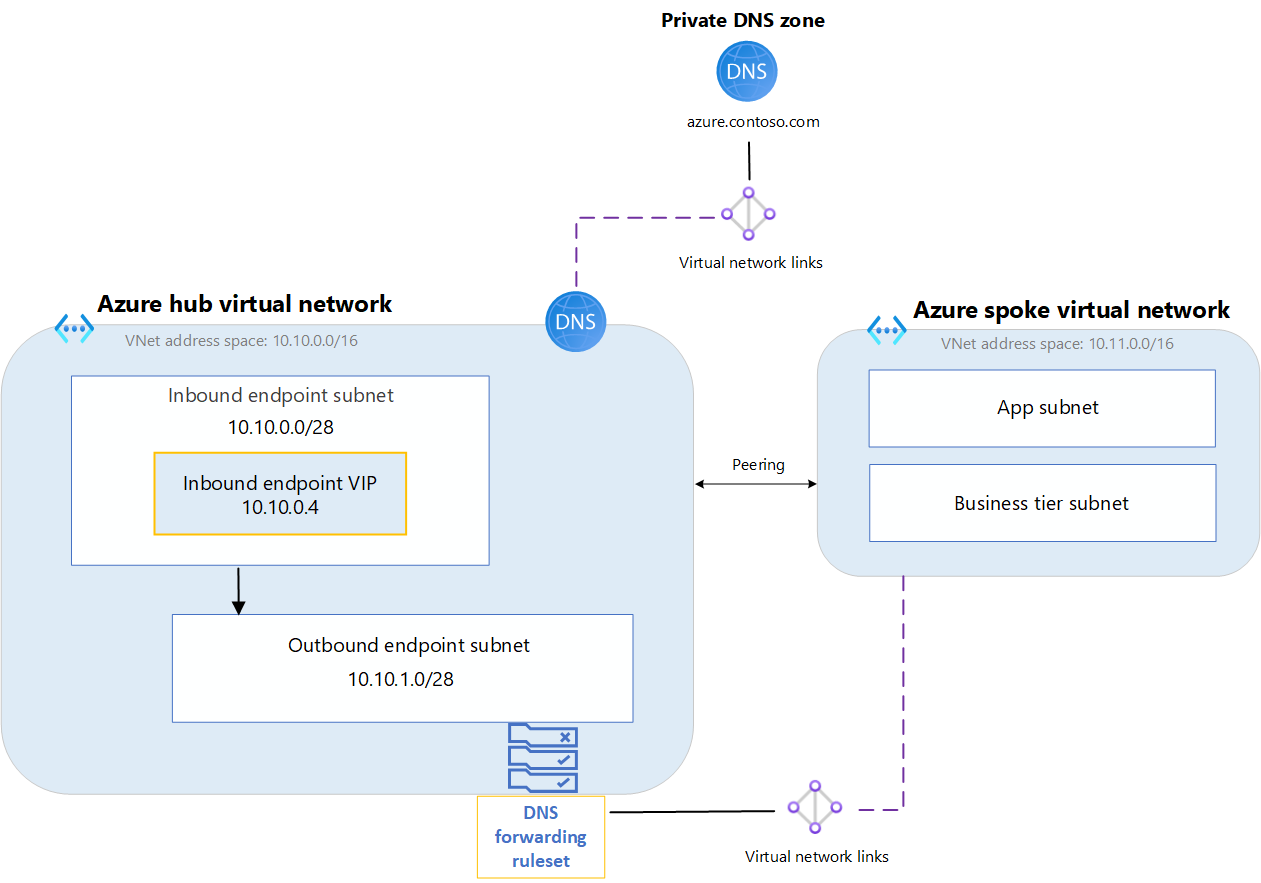 Private DNS zone
DNS
azure.contoso.com
Virtual network links
Azure hub virtual network
DNS
VNet address space: 10.10.0.0/16
Inbound endpoint subnet
10.10.0.0/28
Inbound endpoint VIP
10.10.0.4
Outbound endpoint subnet
10.10.1.0/28
DNS
forwarding
ruleset
Peering
Azure spoke virtual network
VNet address space: 10.11.0.0/16
App subnet
Business tier subnet
Virtual network links